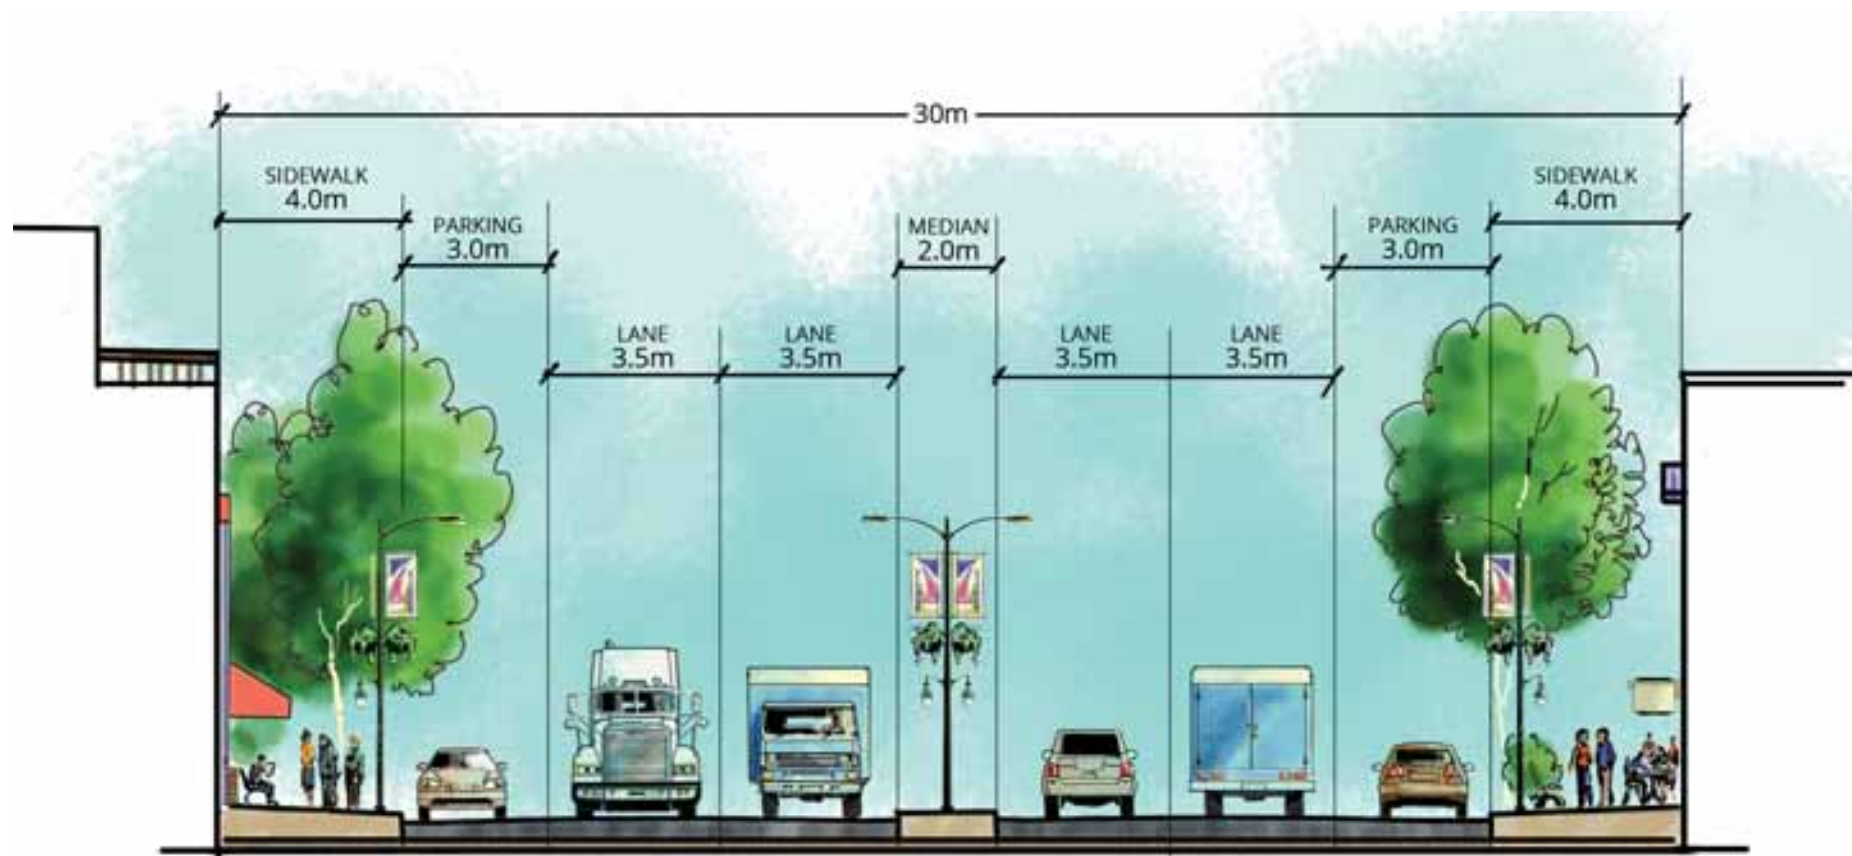 30m
SIDEWALK
4.0m
SIDEWALK
4.0m
PARKING
3.0m
MEDIAN
2.0m
PARKING
3.0m
LANE
3.5m
LANE
3.5m
LANE
3.5m
LANE
3.5m